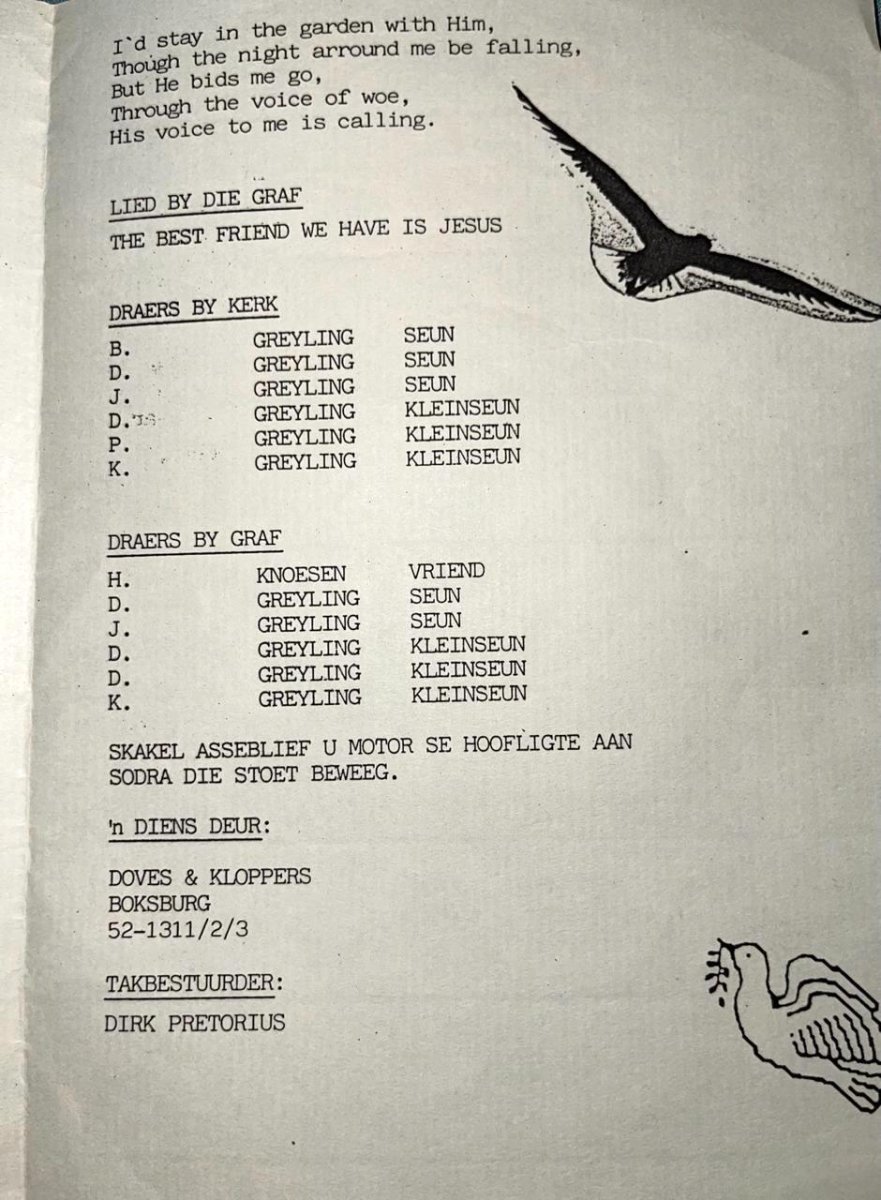 I`d stay in the garden with Him,
Though the night arround me be falling,
But He bids me go,
Through the voice of woe,
His voice to me is calling.
LIED BY DIE GRAF
THE BEST FRIEND WE HAVE IS JESUS
DRAERS BY KERK
B. GREYLING SEUN
D. GREYLING SEUN
J. GREYLING SEUN
D. GREYLING KLEINSEUN
P. GREYLING KLEINSEUN
K. GREYLING KLEINSEUN
DRAERS BY GRAF
H. KNOESEN VRIEND
D. GREYLING SEUN
J. GREYLING SEUN
D. GREYLING KLEINSEUN
D. GREYLING KLEINSEUN
K. GREYLING KLEINSEUN
SKAKEL ASSEBLIEF U MOTOR SE HOOFLIGTE AAN
SODRA DIE STOET BEWEEG.
'n DIENS DEUR:
DOVES & KLOPPERS
BOKSBURG
52-1311/2/3
TAKBESTUURDER:
DIRK PRETORIUS